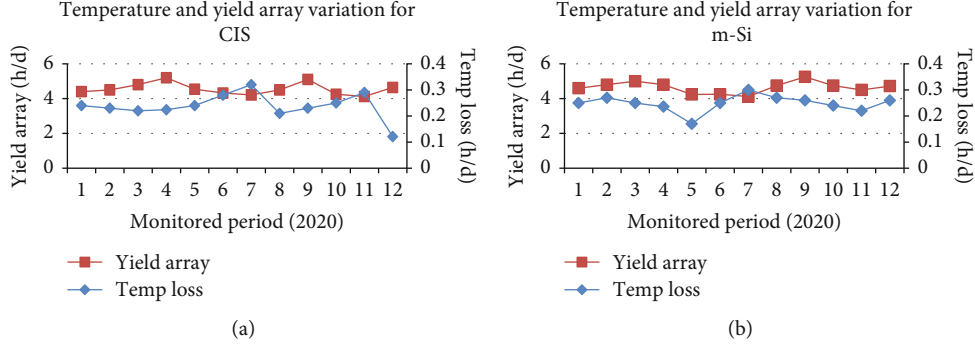 Temperature and yield array variation for
CIS
Yield array (h/d)
6
4
2
0
0.4
0.3
0.2
0.1
0
Temp loss (h/d)
1 2 3 4 5 6 7 8 9 10 11 12
Monitored period (2020)
Yield array
Temp loss
(a)
Temperature and yield array variation for
m-Si
Yield array (h/d)
6
4
2
0
0.4
0.3
0.2
0.1
0
Temp loss (h/d)
1 2 3 4 5 6 7 8 9 10 11 12
Monitored period (2020)
Yield array
Temp loss
(b)